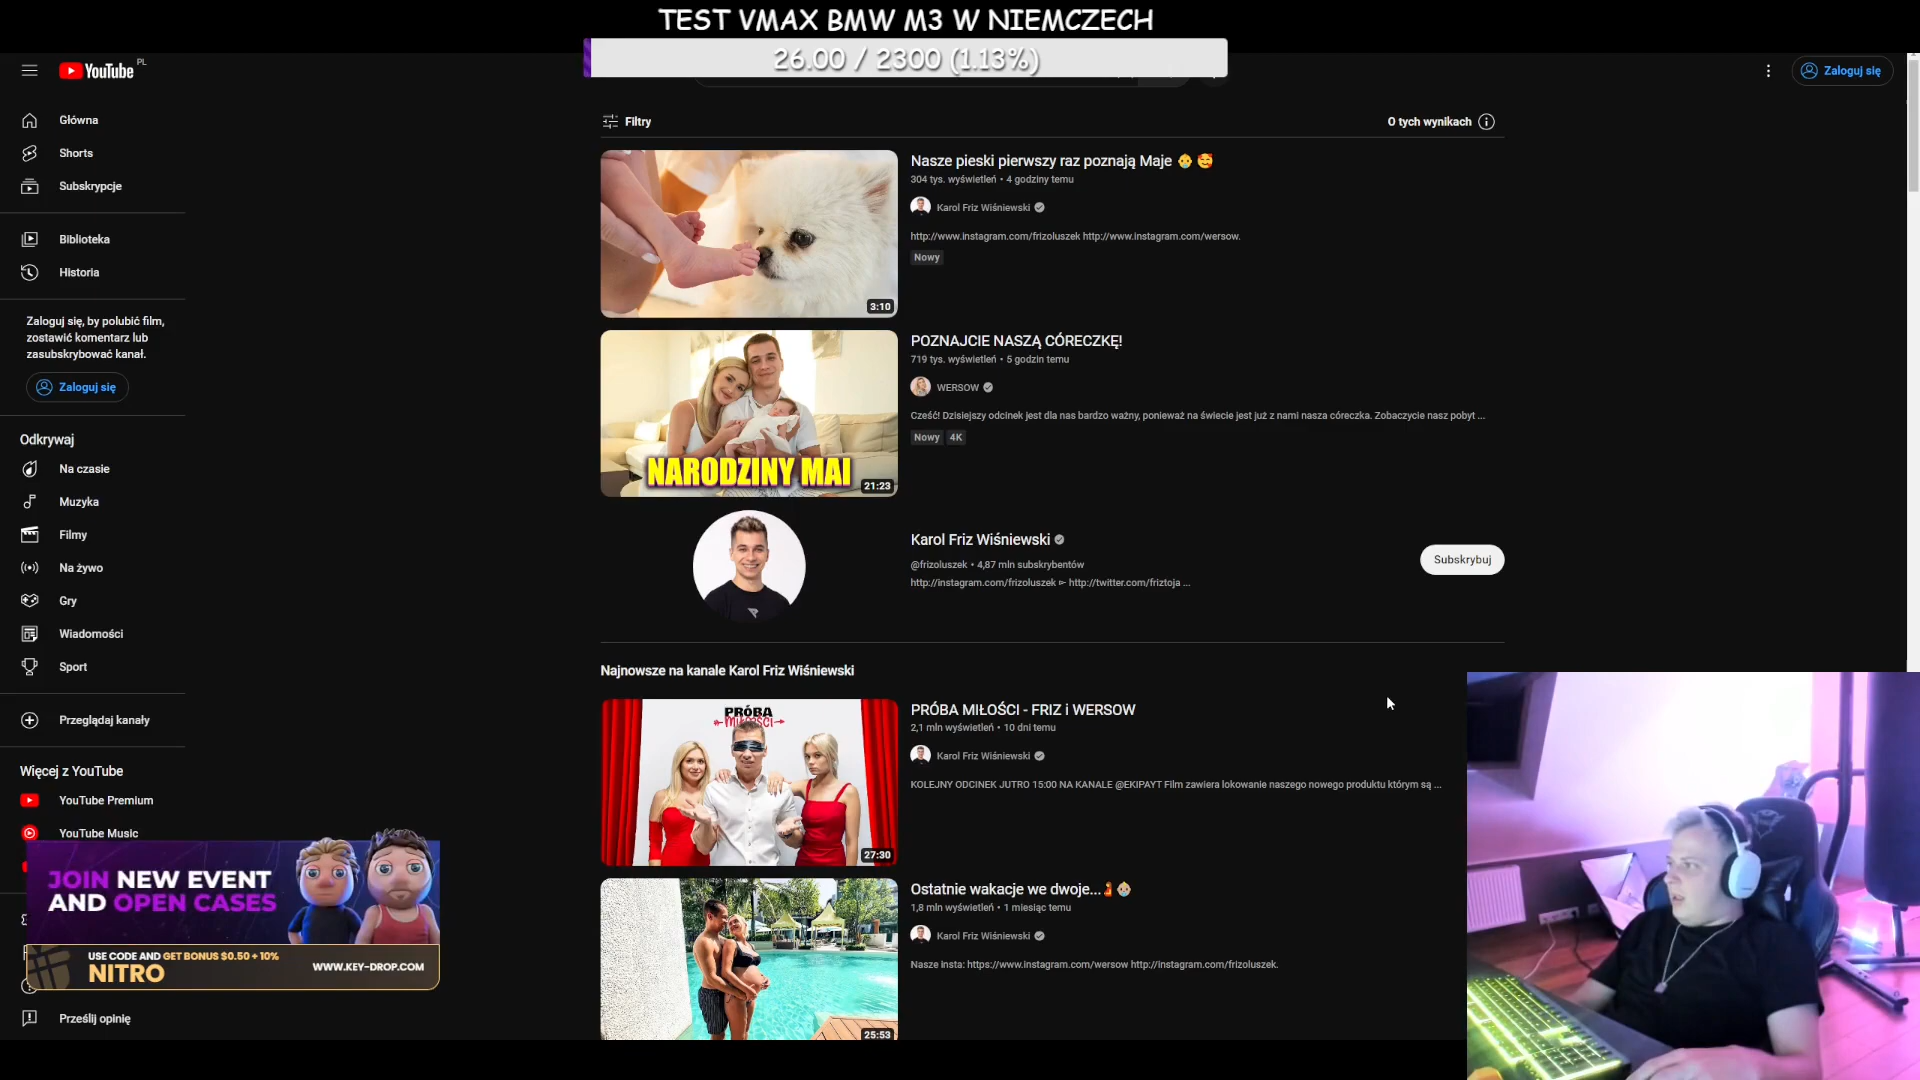 TEST VMAX BMW M3 W NIEMCZECH
26.00 / 2300 (1.13%)
YouTube PL
Zaloguj się
Główna
Shorts
Subskrypcje
Biblioteka
Historia
Zaloguj się, by polubić film,
zostawić komentarz lub
zasubskrybować kanał.
Zaloguj się
Odkrywaj
Na czasie
Muzyka
Filmy
Na żywo
Gry
Wiadomości
Sport
Przeglądaj kanały
Więcej z YouTube
YouTube Premium
YouTube Music
JOIN NEW EVENT
AND OPEN CASES
USE CODE AND GET BONUS $0.50 + 10%
NITRO
WWW.KEY-DROP.COM
Prześlij opinię
Filtry
O tych wynikach
3:10
Nasze pieski pierwszy raz poznają Maje
304 tys. wyświetleń • 4 godziny temu
Karol Friz Wiśniewski
http://www.instagram.com/frizoluszek http://www.instagram.com/wersow.
Nowy
NARODZINY MAI
21:23
POZNAJCIE NASZĄ CÓRECZKĘ!
719 tys. wyświetleń • 5 godzin temu
WERSOW
Cześć! Dzisiejszy odcinek jest dla nas bardzo ważny, ponieważ na świecie jest już z nami nasza córeczka. Zobaczycie nasz pobyt ...
Nowy 4K
Karol Friz Wiśniewski
@frizoluszek • 4,87 mln subskrybentów
http://instagram.com/frizoluszek ► http://twitter.com/friztoja ...
Subskrybuj
Najnowsze na kanale Karol Friz Wiśniewski
PRÓBA
MIŁOŚCI
27:30
PRÓBA MIŁOŚCI - FRIZ i WERSOW
2,1 mln wyświetleń • 10 dni temu
Karol Friz Wiśniewski
KOLEJNY ODCINEK JUTRO 15:00 NA KANALE @EKIPAYT Film zawiera lokowanie naszego nowego produktu którym są ...
25:53
Ostatnie wakacje we dwoje...
1,8 mln wyświetleń • 1 miesiąc temu
Karol Friz Wiśniewski
Nasze insta: https://www.instagram.com/wersow http://instagram.com/frizoluszek.